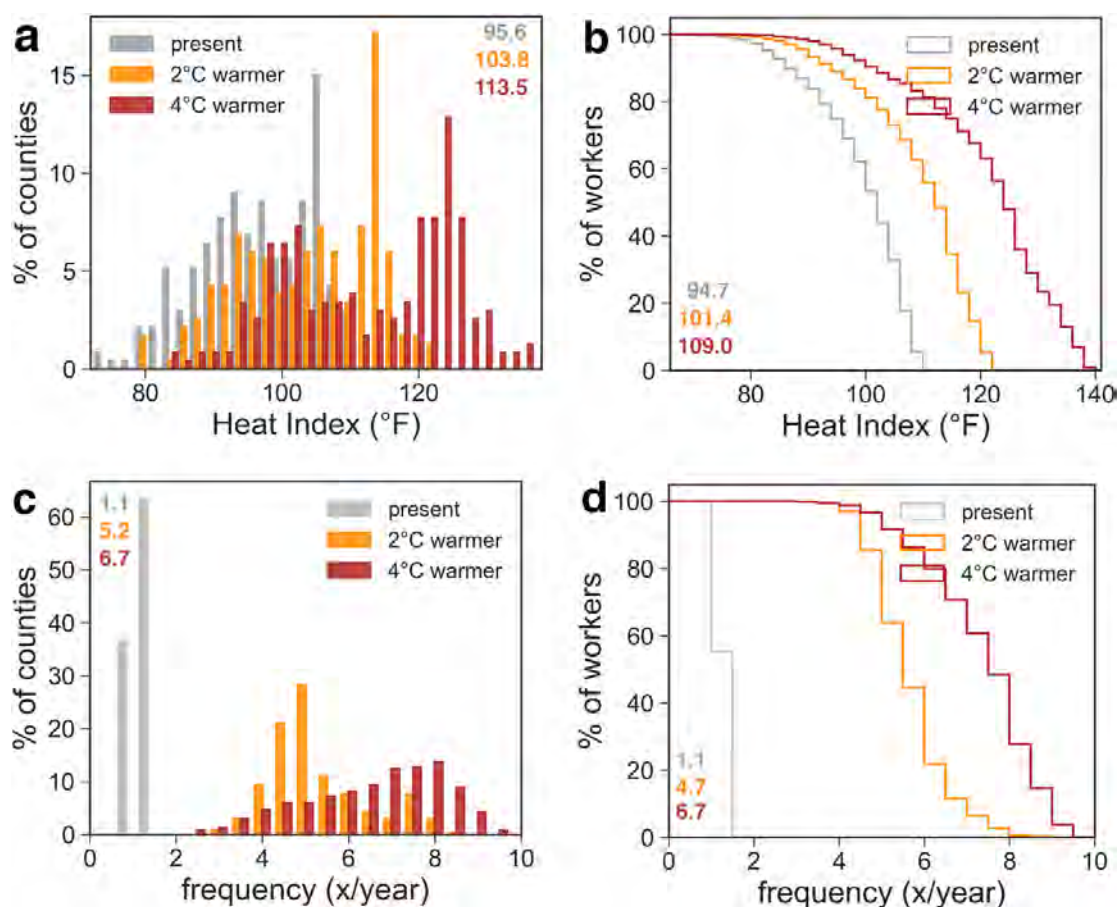 a
present
2°C warmer
4°C warmer
95.6
103.8
113.5
15
10
5
0
% of counties
80
100
120
Heat Index (°F)
b
present
2°C warmer
4°C warmer
100
80
60
40
20
0
% of workers
94.7
101.4
109.0
80
100
120
140
Heat Index (°F)
c
1.1
5.2
6.7
present
2°C warmer
4°C warmer
60
50
40
30
20
10
0
% of counties
0
2
4
6
8
10
frequency (x/year)
d
present
2°C warmer
4°C warmer
100
80
60
40
20
0
% of workers
1.1
4.7
6.7
0
2
4
6
8
10
frequency (x/year)